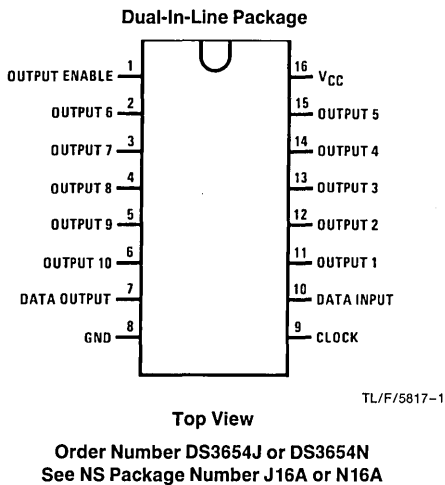 Dual-In-Line Package
OUTPUT ENABLE 1 16 VCC
OUTPUT 6 2 15 OUTPUT 5
OUTPUT 7 3 14 OUTPUT 4
OUTPUT 8 4 13 OUTPUT 3
OUTPUT 9 5 12 OUTPUT 2
OUTPUT 10 6 11 OUTPUT 1
DATA OUTPUT 7 10 DATA INPUT
GND 8 9 CLOCK
TL/F/5817–1
Top View
Order Number DS3654J or DS3654N
See NS Package Number J16A or N16A